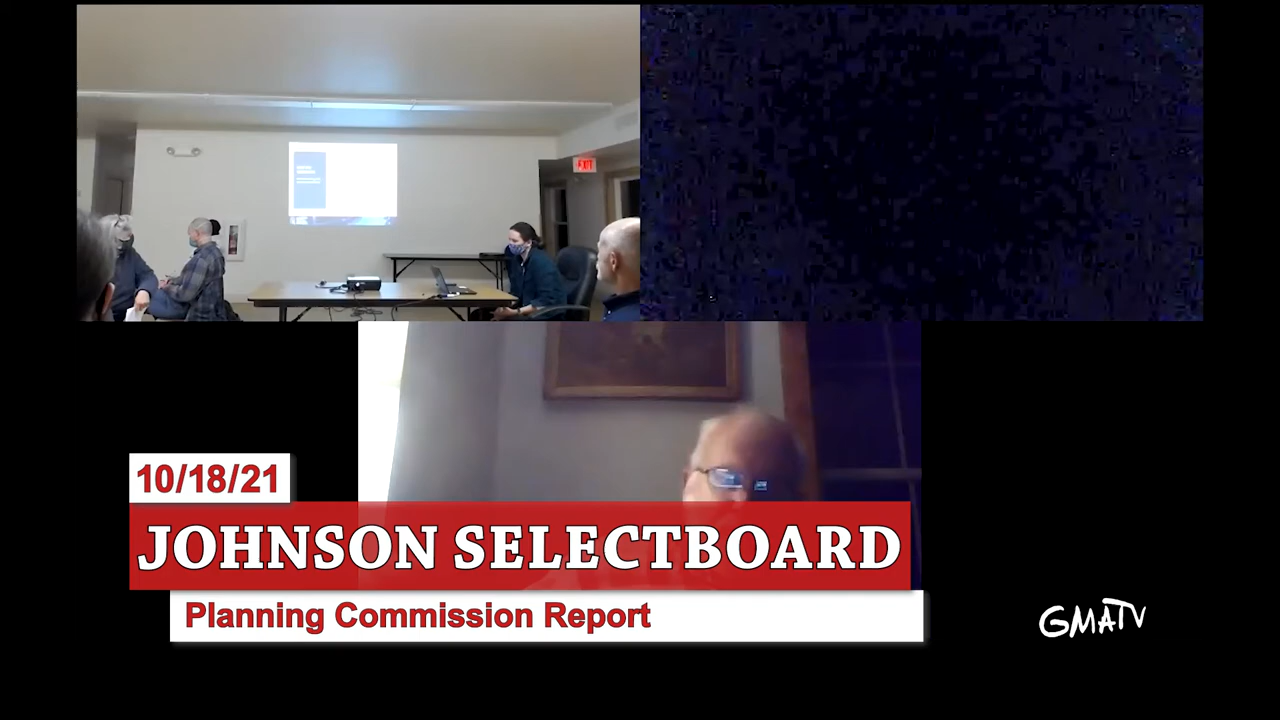 EXIT
10/18/21
JOHNSON SELECTBOARD
Planning Commission Report
GMATV